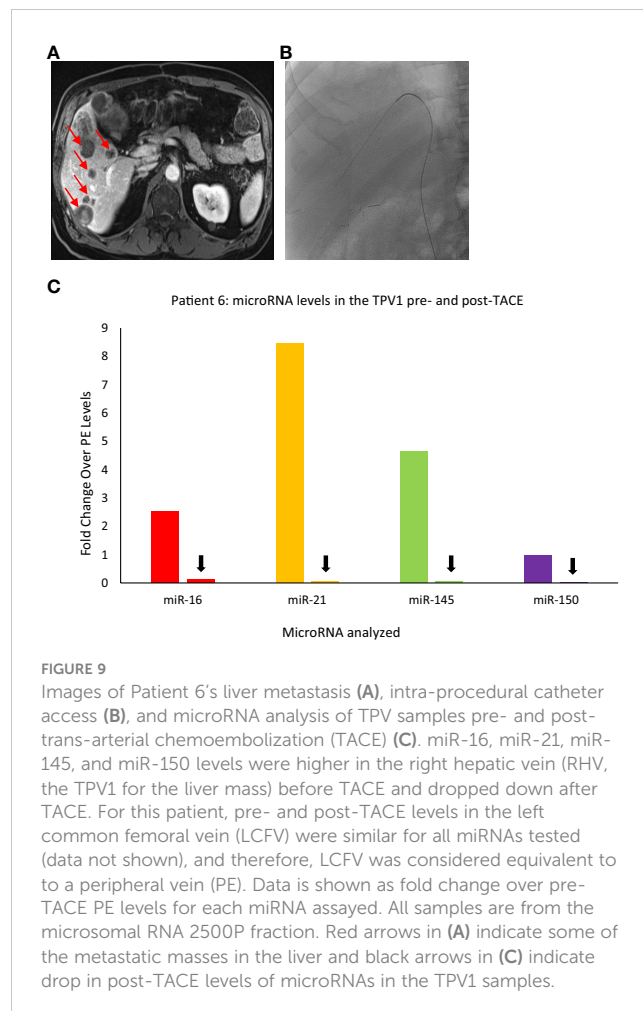 A
B
C
Patient 6: microRNA levels in the TPV1 pre- and post-TACE
9
8
7
6
5
4
3
2
1
0
Fold Change Over PE Levels
miR-16 miR-21 miR-145 miR-150
MicroRNA analyzed
FIGURE 9
Images of Patient 6's liver metastasis (A), intra-procedural catheter
access (B), and microRNA analysis of TPV samples pre- and post-
trans-arterial chemoembolization (TACE) (C). miR-16, miR-21, miR-
145, and miR-150 levels were higher in the right hepatic vein (RHV,
the TPV1 for the liver mass) before TACE and dropped down after
TACE. For this patient, pre- and post-TACE levels in the left
common femoral vein (LCFV) were similar for all miRNAs tested
(data not shown), and therefore, LCFV was considered equivalent to
to a peripheral vein (PE). Data is shown as fold change over pre-
TACE PE levels for each miRNA assayed. All samples are from the
microsomal RNA 2500P fraction. Red arrows in (A) indicate some of
the metastatic masses in the liver and black arrows in (C) indicate
drop in post-TACE levels of microRNAs in the TPV1 samples.